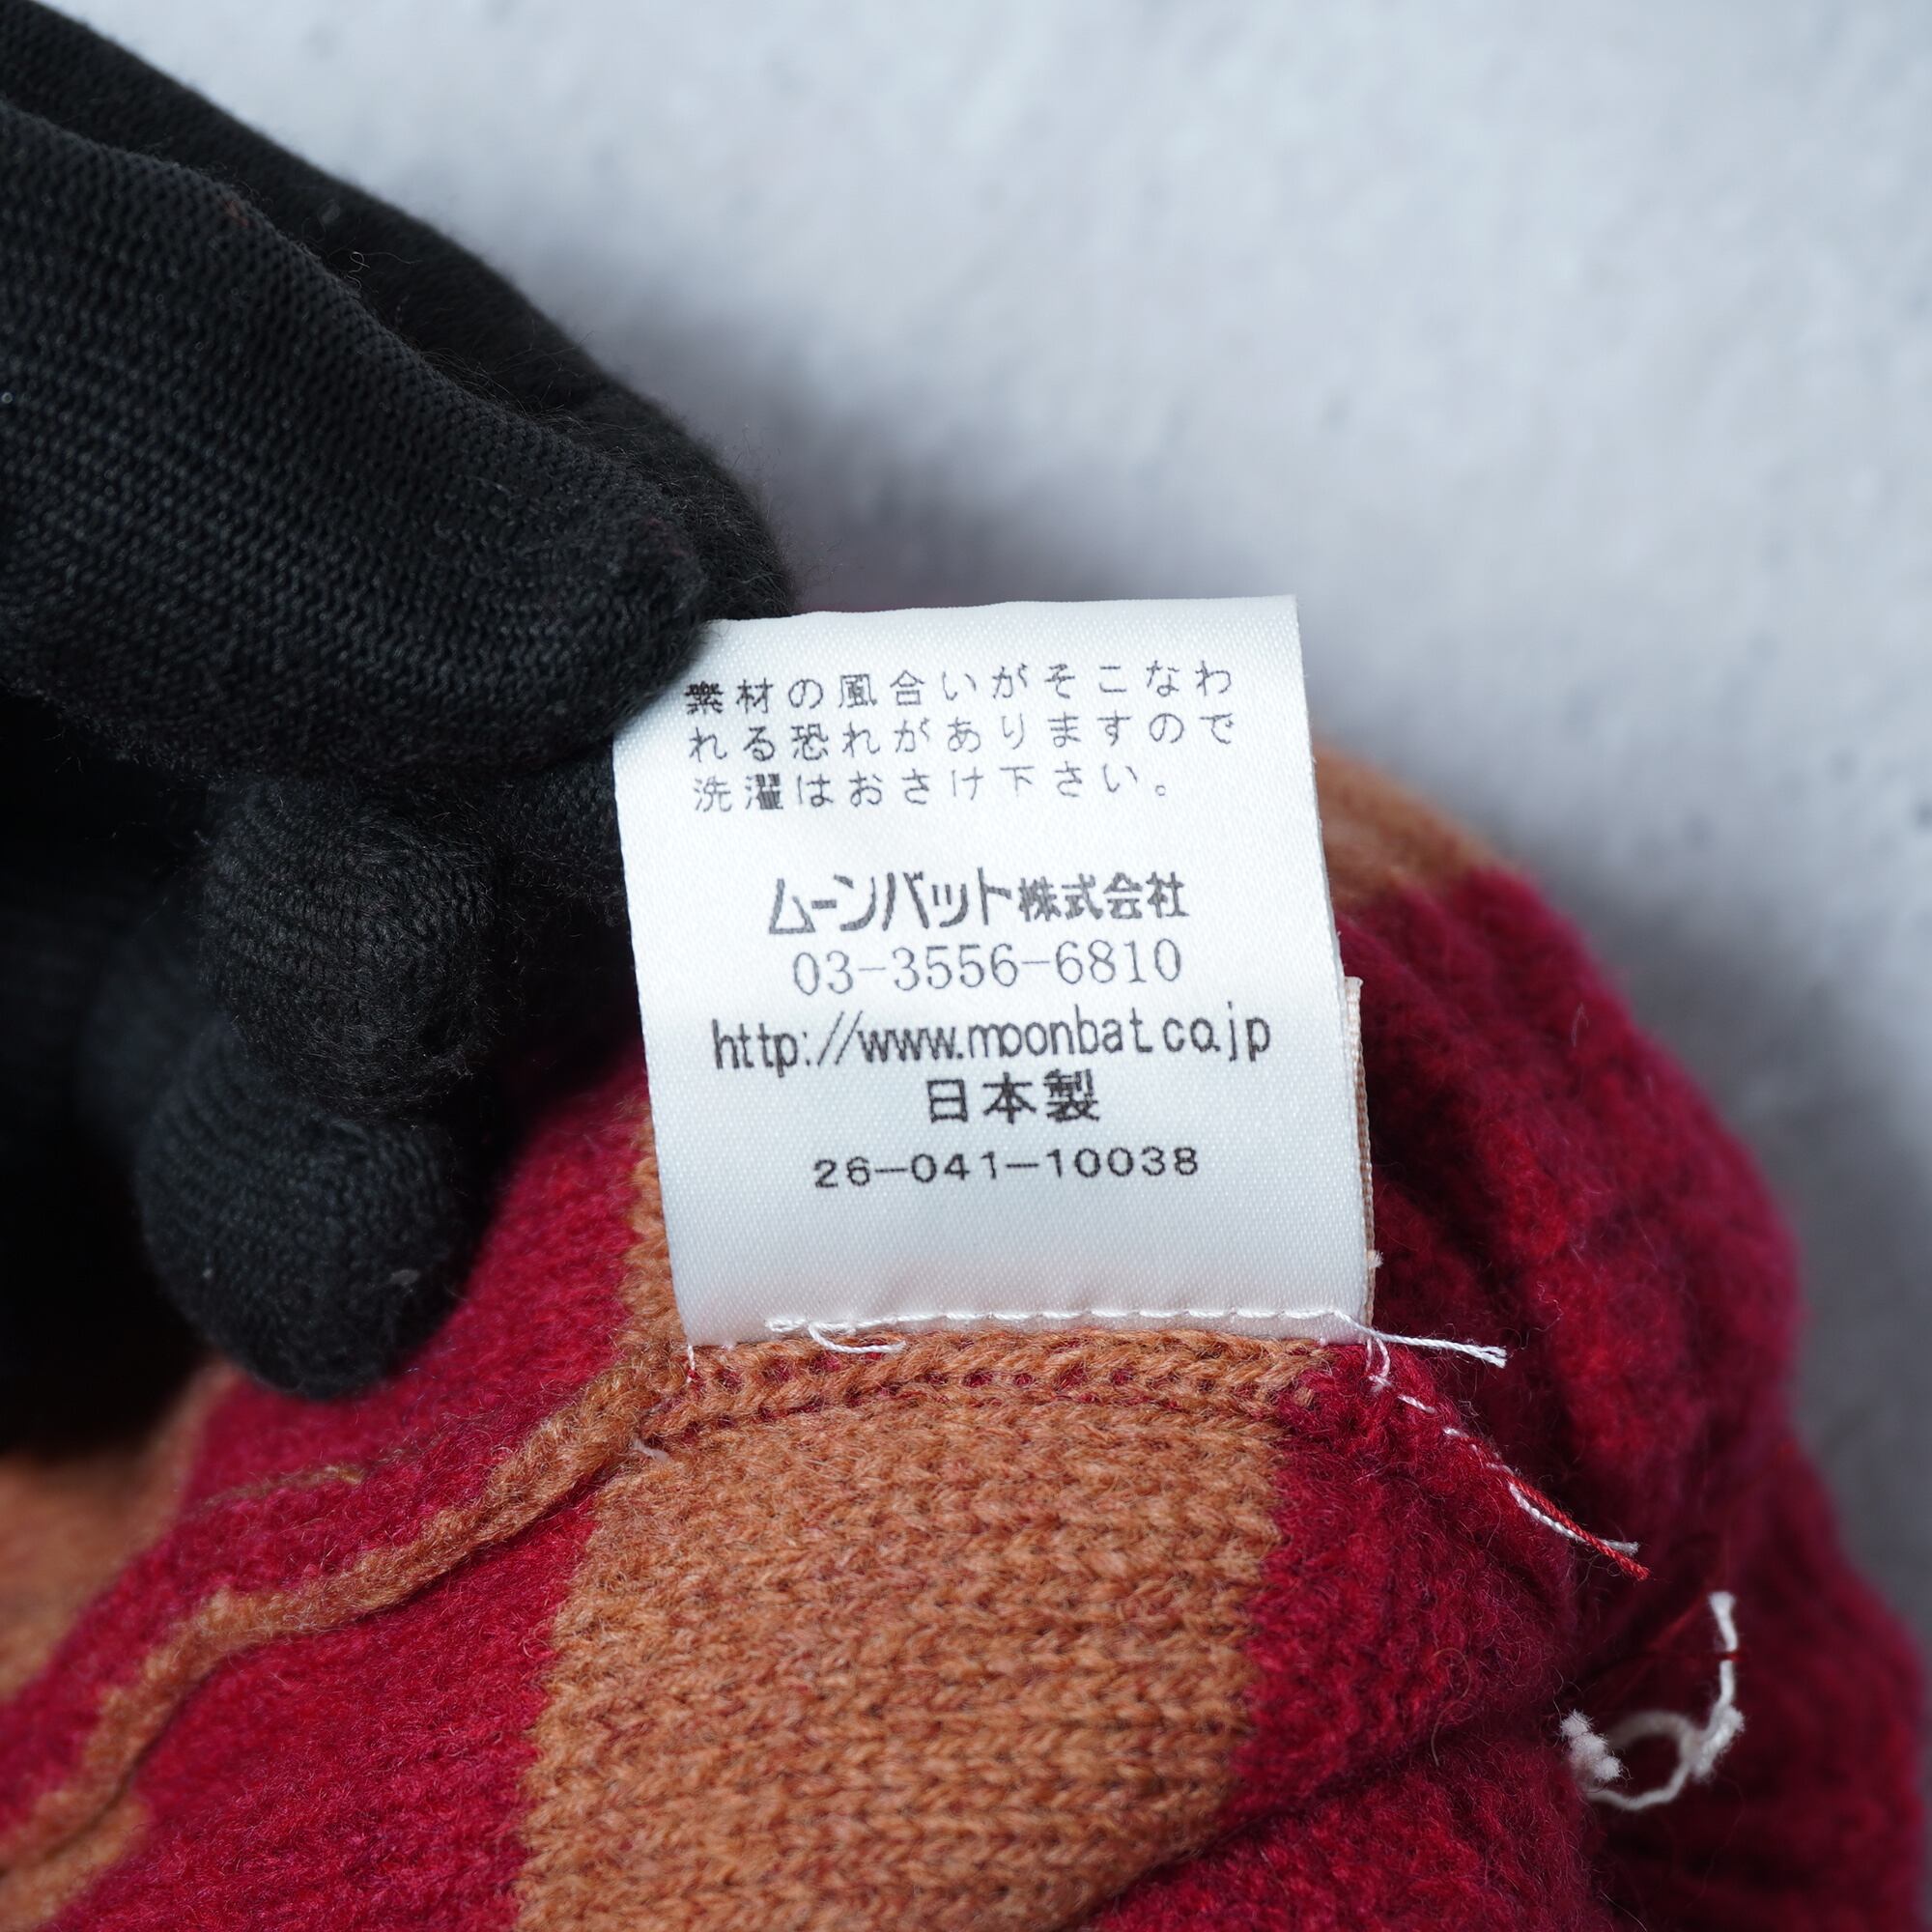 素材の風合いがそこなわ
れる恐れがありますので
洗濯はおさけ下さい。
ムーンバット株式会社
03-3556-6810
http://www.moonbat.co.jp
日本製
26-041-10038